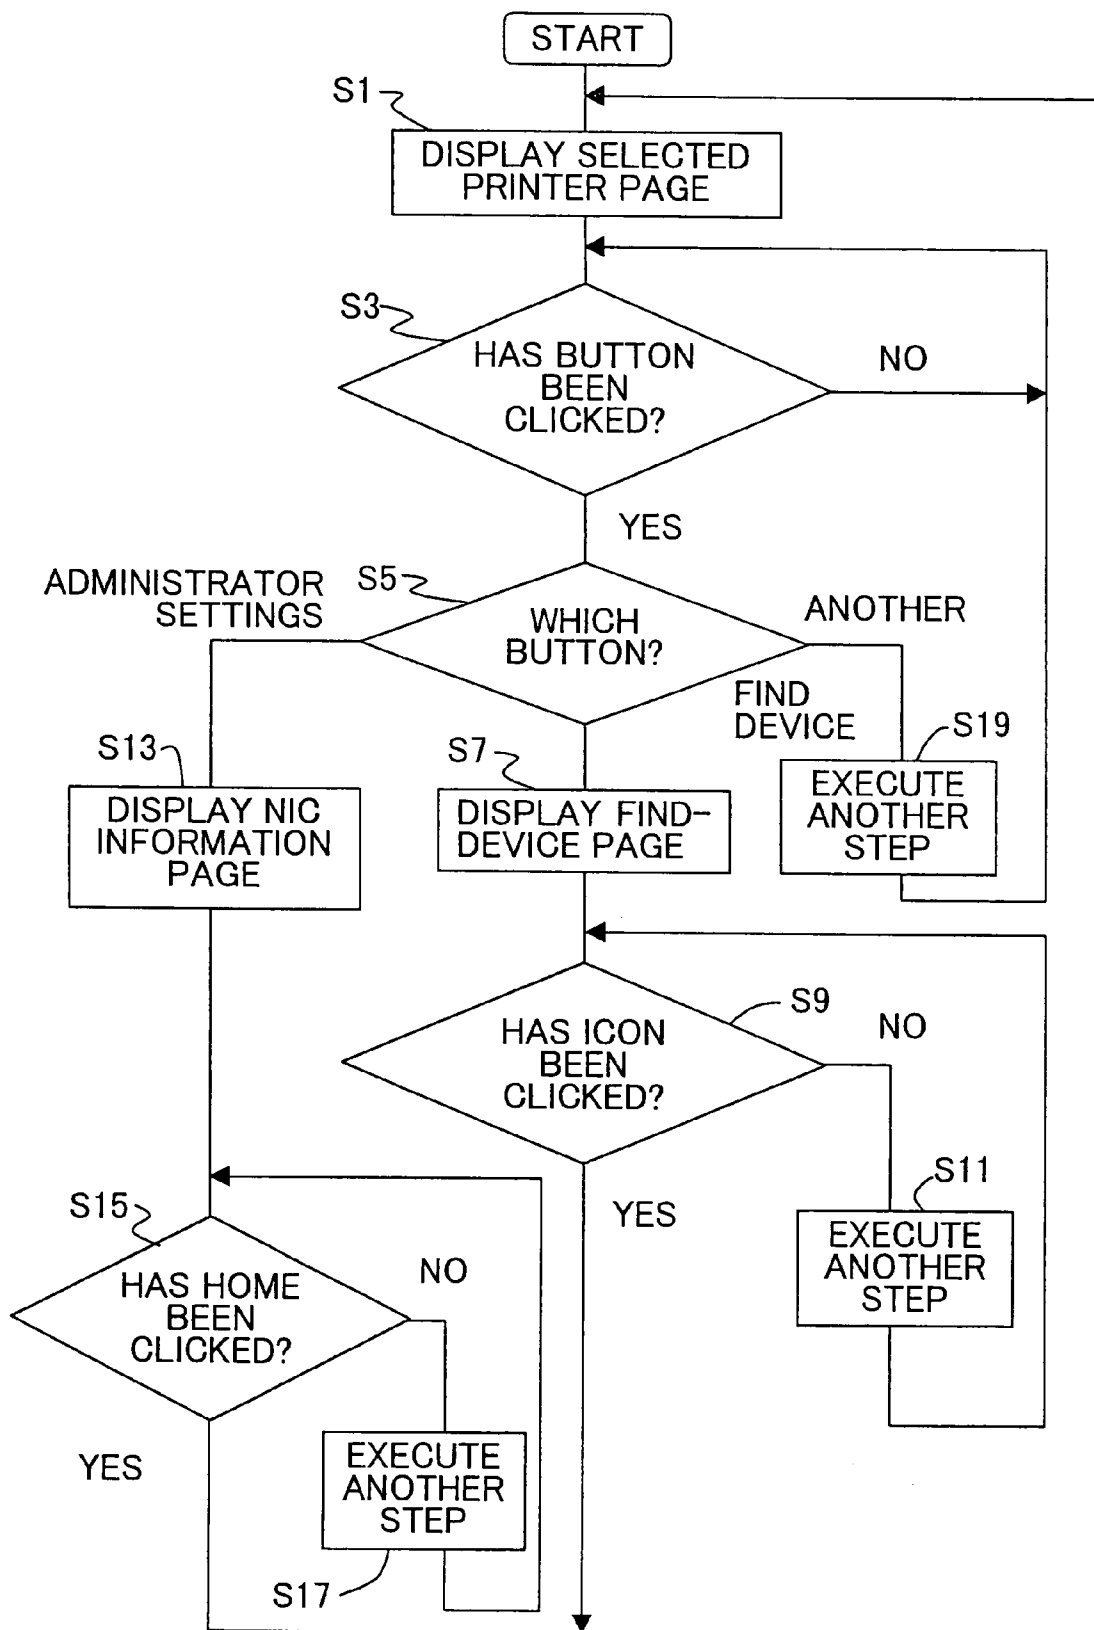 START
S1
DISPLAY SELECTED
PRINTER PAGE
S3
HAS BUTTON
BEEN
CLICKED?
NO
YES
ADMINISTRATOR
SETTINGS
S5
WHICH
BUTTON?
ANOTHER
FIND
DEVICE
S13
DISPLAY NIC
INFORMATION
PAGE
S7
DISPLAY FIND-
DEVICE PAGE
S19
EXECUTE
ANOTHER
STEP
S9
HAS ICON
BEEN
CLICKED?
NO
YES
S11
EXECUTE
ANOTHER
STEP
S15
HAS HOME
BEEN
CLICKED?
NO
YES
EXECUTE
ANOTHER
STEP
S17